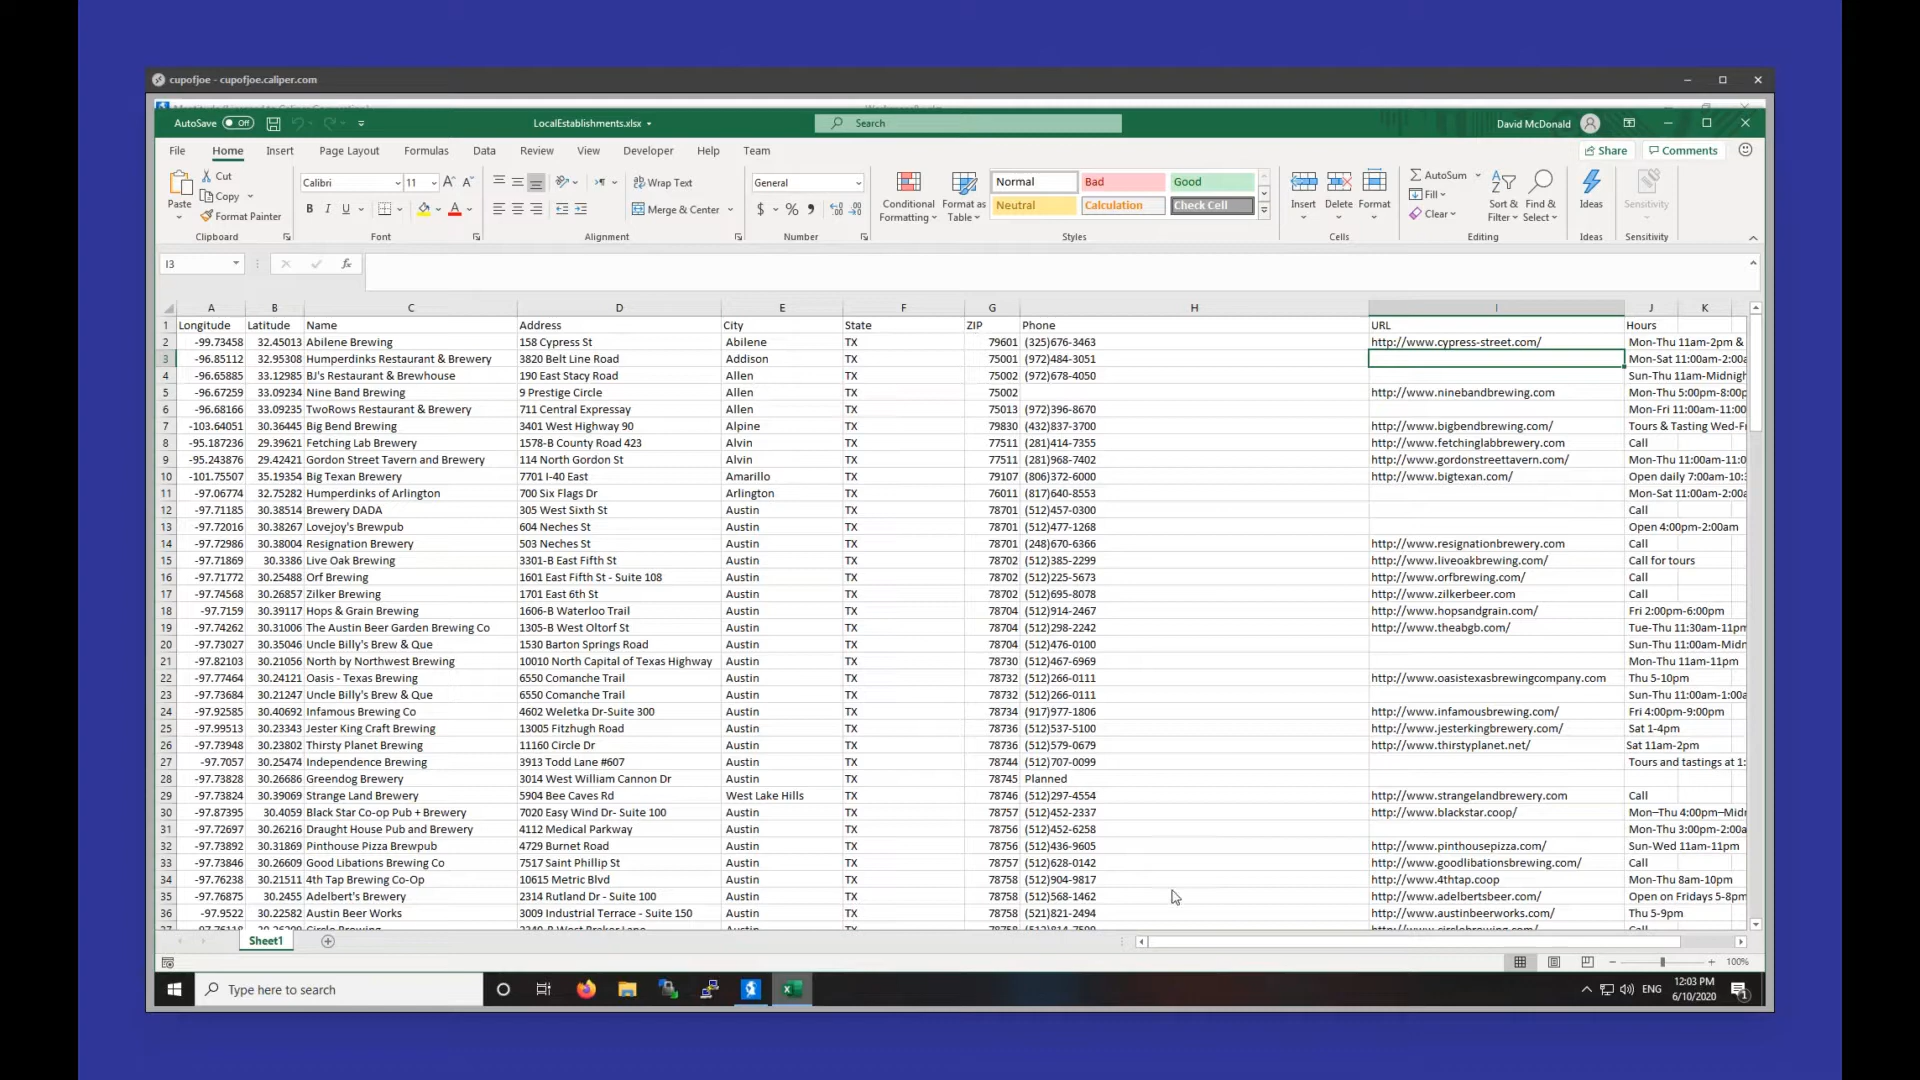 cupofjoe - cupofjoe.caliper.com
AutoSave Off LocalEstablishments.xlsx Search David McDonald
File Home Insert Page Layout Formulas Data Review View Developer Help Team Share Comments
Cut Calibri 11 Wrap Text General Normal Bad Good AutoSum
Copy Fill
Paste Format Painter B I U Merge & Center $ % Conditional Formatting Format as Table Neutral Calculation Check Cell Insert Delete Format Clear Sort & Filter Find & Select Ideas Sensitivity
Clipboard Font Alignment Number Styles Cells Editing Ideas Sensitivity
I3 fx
A B C D E F G H I J K
1 Longitude Latitude Name Address City State ZIP Phone URL Hours
2 -99.73458 32.45013 Abilene Brewing 158 Cypress St Abilene TX 79601 (325)676-3463 http://www.cypress-street.com/ Mon-Thu 11am-2pm &
3 -96.85112 32.95308 Humperdinks Restaurant & Brewery 3820 Belt Line Road Addison TX 75001 (972)484-3051 Mon-Sat 11:00am-2:00a
4 -96.65885 33.12985 BJ's Restaurant & Brewhouse 190 East Stacy Road Allen TX 75002 (972)678-4050 Sun-Thu 11am-Midnigh
5 -96.67259 33.09234 Nine Band Brewing 9 Prestige Circle Allen TX 75002 http://www.ninebandbrewing.com Mon-Thu 5:00pm-8:00p
6 -96.68166 33.09235 TwoRows Restaurant & Brewery 711 Central Expressay Allen TX 75013 (972)396-8670 Mon-Fri 11:00am-11:00
7 -103.64051 30.36445 Big Bend Brewing 3401 West Highway 90 Alpine TX 79830 (432)837-3700 http://www.bigbendbrewing.com/ Tours & Tasting Wed-Fr
8 -95.187236 29.39621 Fetching Lab Brewery 1578-B County Road 423 Alvin TX 77511 (281)414-7355 http://www.fetchinglabbrewery.com Call
9 -95.243876 29.42421 Gordon Street Tavern and Brewery 114 North Gordon St Alvin TX 77511 (281)968-7402 http://www.gordonstreettavern.com/ Mon-Thu 11:00am-11:0
10 -101.75507 35.19354 Big Texan Brewery 7701 I-40 East Amarillo TX 79107 (806)372-6000 http://www.bigtexan.com/ Open daily 7:00am-10:3
11 -97.06774 32.75282 Humperdinks of Arlington 700 Six Flags Dr Arlington TX 76011 (817)640-8553 Mon-Sat 11:00am-2:00a
12 -97.71185 30.38514 Brewery DADA 305 West Sixth St Austin TX 78701 (512)457-0300 Call
13 -97.72016 30.38267 Lovejoy's Brewpub 604 Neches St Austin TX 78701 (512)477-1268 Open 4:00pm-2:00am
14 -97.72986 30.38004 Resignation Brewery 503 Neches St Austin TX 78701 (248)670-6366 http://www.resignationbrewery.com Call
15 -97.71869 30.3386 Live Oak Brewing 3301-B East Fifth St Austin TX 78702 (512)385-2299 http://www.liveoakbrewing.com/ Call for tours
16 -97.71772 30.25488 Orf Brewing 1601 East Fifth St - Suite 108 Austin TX 78702 (512)225-5673 http://www.orfbrewing.com/ Call
17 -97.74568 30.26857 Zilker Brewing 1701 East 6th St Austin TX 78702 (512)695-8078 http://www.zilkerbeer.com Call
18 -97.7159 30.39117 Hops & Grain Brewing 1606-B Waterloo Trail Austin TX 78704 (512)914-2467 http://www.hopsandgrain.com/ Fri 2:00pm-6:00pm
19 -97.74262 30.31006 The Austin Beer Garden Brewing Co 1305-B West Oltorf St Austin TX 78704 (512)298-2242 http://www.theabgb.com/ Tue-Thu 11:30am-11pm
20 -97.73027 30.35046 Uncle Billy's Brew & Que 1530 Barton Springs Road Austin TX 78704 (512)476-0100 Sun-Thu 11:00am-Midn
21 -97.82103 30.21056 North by Northwest Brewing 10010 North Capital of Texas Highway Austin TX 78730 (512)467-6969 Mon-Thu 11am-11pm
22 -97.77464 30.24121 Oasis - Texas Brewing 6550 Comanche Trail Austin TX 78732 (512)266-0111 http://www.oasistexasbrewingcompany.com Thu 5-10pm
23 -97.73684 30.21247 Uncle Billy's Brew & Que 6550 Comanche Trail Austin TX 78732 (512)266-0111 Sun-Thu 11:00am-1:00a
24 -97.92585 30.40692 Infamous Brewing Co 4602 Weletka Dr-Suite 300 Austin TX 78734 (917)977-1806 http://www.infamousbrewing.com/ Fri 4:00pm-9:00pm
25 -97.99513 30.23343 Jester King Craft Brewery 13005 Fitzhugh Road Austin TX 78736 (512)537-5100 http://www.jesterkingbrewery.com/ Sat 1-4pm
26 -97.73948 30.23802 Thirsty Planet Brewing 11160 Circle Dr Austin TX 78736 (512)579-0679 http://www.thirstyplanet.net/ Sat 11am-2pm
27 -97.7057 30.25474 Independence Brewing 3913 Todd Lane #607 Austin TX 78744 (512)707-0099 Tours and tastings at 1:
28 -97.73828 30.26686 Greendog Brewery 3014 West William Cannon Dr Austin TX 78745 Planned
29 -97.73824 30.39069 Strange Land Brewery 5904 Bee Caves Rd West Lake Hills TX 78746 (512)297-4554 http://www.strangelandbrewery.com Call
30 -97.87395 30.4059 Black Star Co-op Pub + Brewery 7020 Easy Wind Dr- Suite 100 Austin TX 78757 (512)452-2337 http://www.blackstar.coop/ Mon–Thu 4:00pm–Midr
31 -97.72697 30.26216 Draught House Pub and Brewery 4112 Medical Parkway Austin TX 78756 (512)452-6258 Mon-Thu 3:00pm-2:00a
32 -97.73892 30.31869 Pinthouse Pizza Brewpub 4729 Burnet Road Austin TX 78756 (512)436-9605 http://www.pinthousepizza.com/ Sun-Wed 11am-11pm
33 -97.73846 30.26609 Good Libations Brewing Co 7517 Saint Phillip St Austin TX 78757 (512)628-0142 http://www.goodlibationsbrewing.com/ Call
34 -97.76238 30.21511 4th Tap Brewing Co-Op 10615 Metric Blvd Austin TX 78758 (512)904-9817 http://www.4thtap.coop Mon-Thu 8am-10pm
35 -97.76875 30.2455 Adelbert's Brewery 2314 Rutland Dr - Suite 100 Austin TX 78758 (512)568-1462 http://www.adelbertsbeer.com/ Open on Fridays 5-8pm
36 -97.9522 30.22582 Austin Beer Works 3009 Industrial Terrace - Suite 150 Austin TX 78758 (521)821-2494 http://www.austinbeerworks.com/ Thu 5-9pm
Sheet1
100%
Type here to search ENG 12:03 PM
6/10/2020